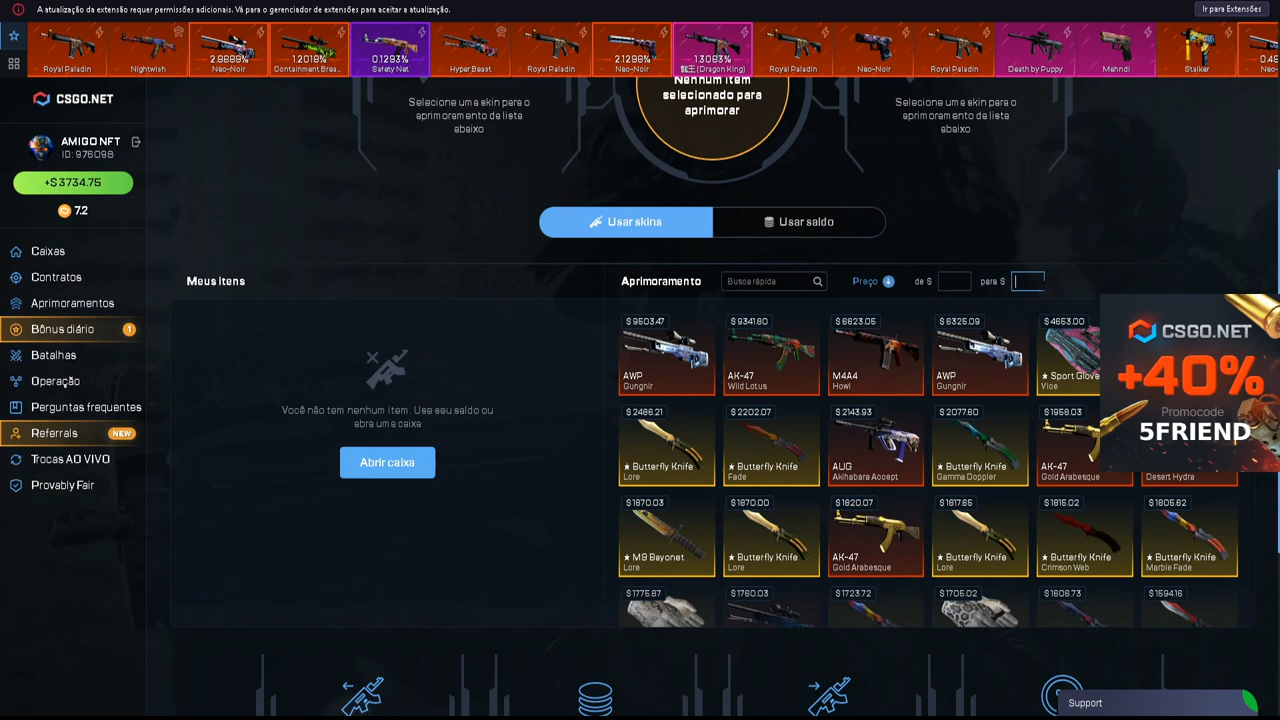 A atualização da extensão requer permissões adicionais. Vá para o gerenciador de extensões para aceitar a atualização.
Ir para Extensões
Royal Paladin
Nightwish
2.8688%
Neo-Noir
1.2018%
Containment Brea...
0.1293%
Safety Net
Hyper Beast
Royal Paladin
2.1298%
Neo-Noir
1.3063%
龍王 (Dragon King)
Royal Paladin
Neo-Noir
Royal Paladin
Death by Puppy
Mehndi
Stalker
CSGO.NET
AMIGO NFT
ID: 976098
+$ 3734.75
7.2
Caixas
Contratos
Aprimoramentos
Bônus diário
1
Batalhas
Operação
Perguntas frequentes
Referrals
NEW
Trocas AO VIVO
Provably Fair
Selecione uma skin para o
aprimoramento da lista
abaixo
Nenhum item
selecionado para
aprimorar
Selecione uma skin para o
aprimoramento da lista
abaixo
Usar skins
Usar saldo
Meus itens
Você não tem nenhum item. Use seu saldo ou
abra uma caixa
Abrir caixa
Aprimoramento
Busca rápida
Preço
de $
para $
$ 9503.47
AWP
Gungnir
$ 9341.80
AK-47
Wild Lotus
$ 6623.05
M4A4
Howl
$ 6325.09
AWP
Gungnir
$ 4653.00
★ Sport Glove
Vice
$ 2486.21
★ Butterfly Knife
Lore
$ 2202.07
★ Butterfly Knife
Fade
$ 2143.93
AUG
Akihabara Accept
$ 2077.60
★ Butterfly Knife
Gamma Doppler
$ 1958.03
AK-47
Gold Arabesque
Desert Hydra
$ 1870.03
★ M9 Bayonet
Lore
$ 1870.00
★ Butterfly Knife
Lore
$ 1820.07
AK-47
Gold Arabesque
$ 1817.65
★ Butterfly Knife
Lore
$ 1815.02
★ Butterfly Knife
Crimson Web
$ 1805.62
★ Butterfly Knife
Marble Fade
$ 1775.87
$ 1760.03
$ 1723.72
$ 1705.02
$ 1606.73
$ 1594.16
CSGO.NET
+40%
Promocode
5FRIEND
Support